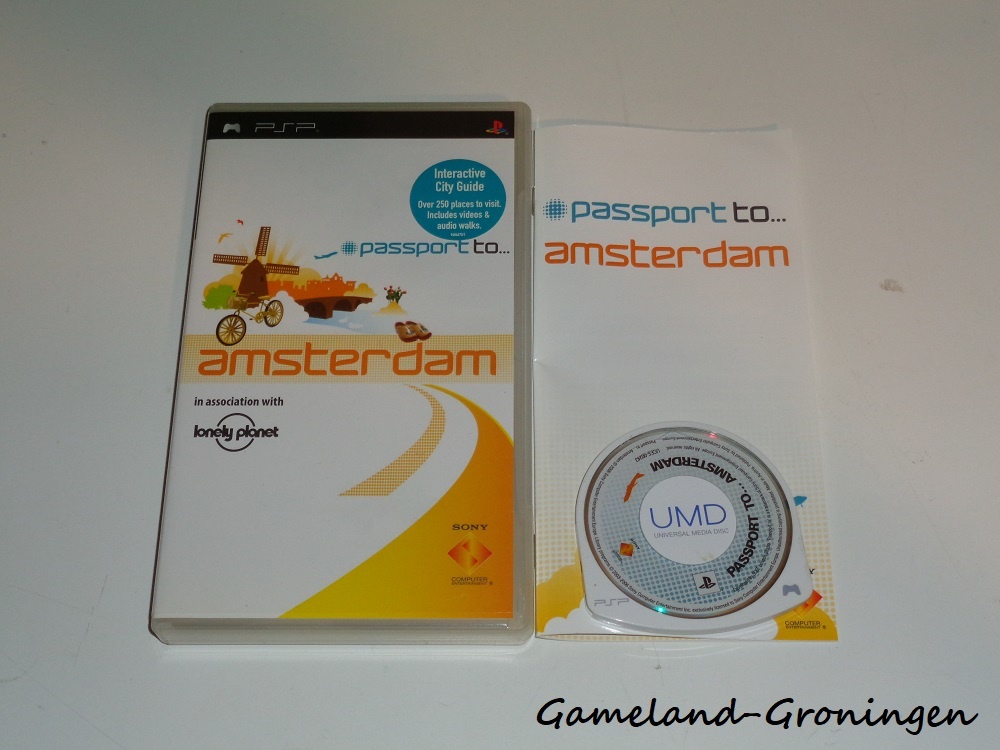 PSP
Interactive
City Guide
Over 250 places to visit.
Includes videos &
audio walks.
passport to...
amsterdam
in association with
lonely planet
SONY
COMPUTER
ENTERTAINMENT ®
passport to...
amsterdam
PASSPORT TO... AMSTERDAM
UMD
UNIVERSAL MEDIA DISC
PSP
COMPUTER
ENTERTAINMENT ®
Gameland-Groningen